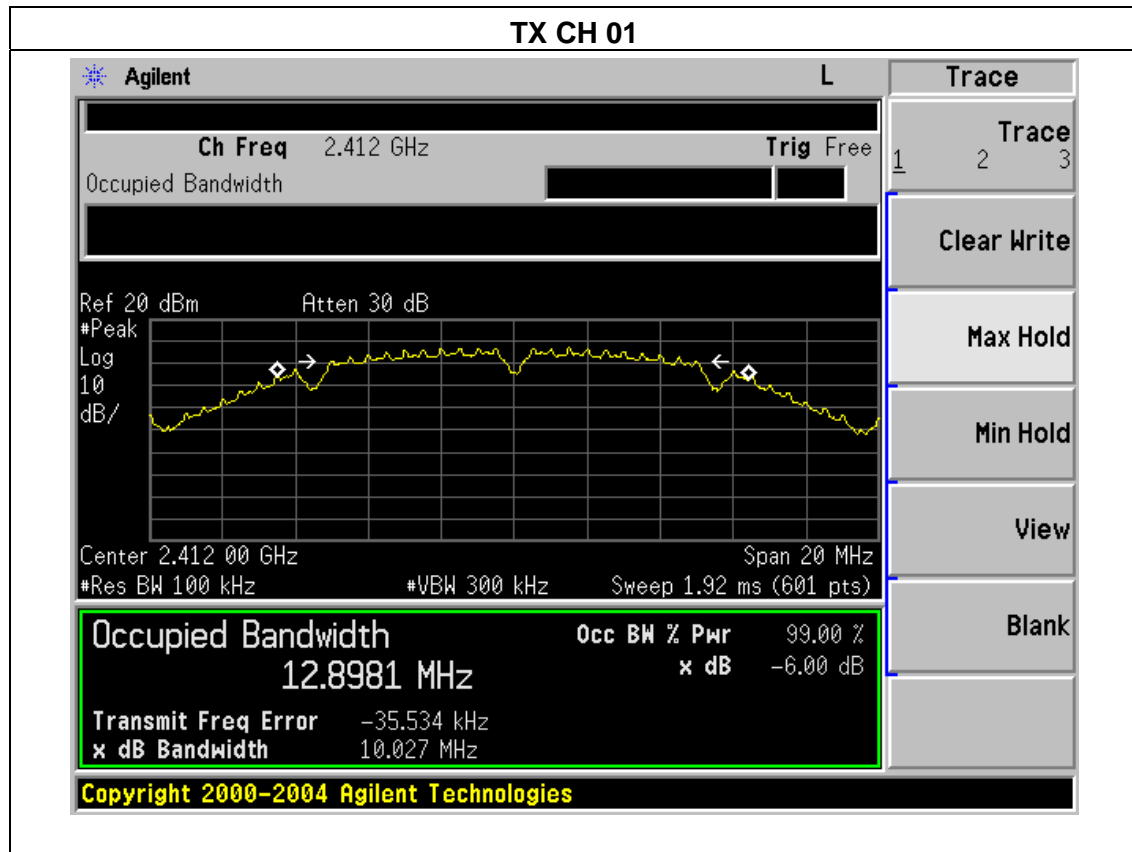 TX CH 01
Agilent L Trace
Ch Freq 2.412 GHz Trig Free
Occupied Bandwidth
Trace
1 2 3
Clear Write
Max Hold
Min Hold
View
Blank
Ref 20 dBm Atten 30 dB
#Peak
Log
10
dB/
Center 2.412 00 GHz Span 20 MHz
#Res BW 100 kHz #VBW 300 kHz Sweep 1.92 ms (601 pts)
Occupied Bandwidth Occ BW % Pwr 99.00 %
12.8981 MHz x dB -6.00 dB
Transmit Freq Error -35.534 kHz
x dB Bandwidth 10.027 MHz
Copyright 2000-2004 Agilent Technologies